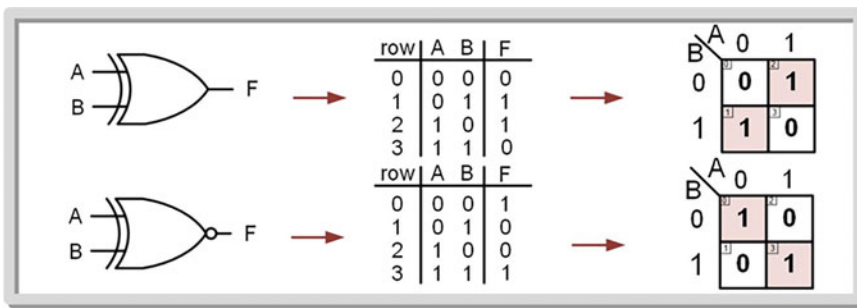 A
B
F
row A B F
0 0 0 0
1 0 1 1
2 1 0 1
3 1 1 0
A 0 1
B
0 0 0 2 1
1 1 1 3 0
A
B
F
row A B F
0 0 0 1
1 0 1 0
2 1 0 0
3 1 1 1
A 0 1
B
0 0 1 2 0
1 1 0 3 1